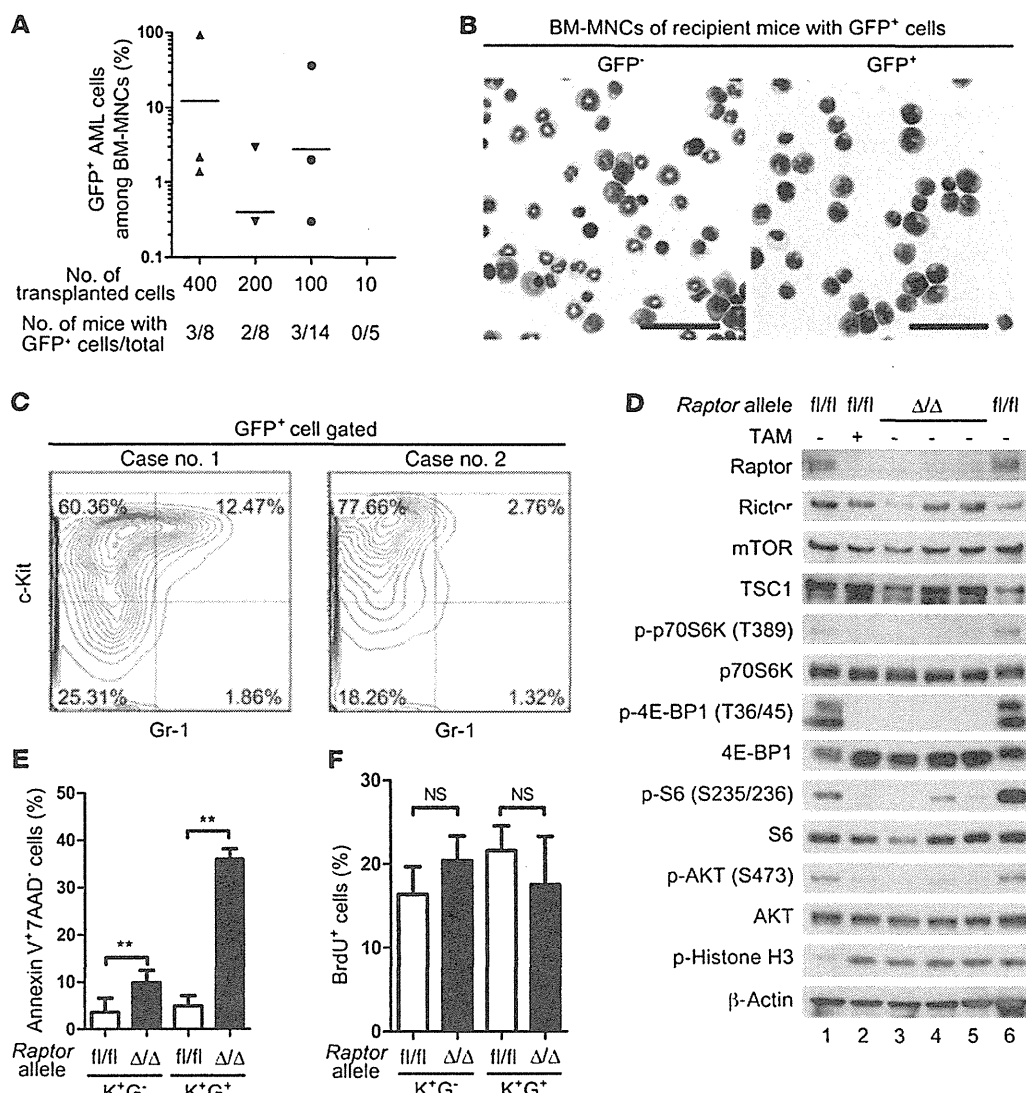 A
100
10
1
0.1
GFP⁺ AML cells
among BM-MNCs (%)
No. of
transplanted cells
400 200 100 10
No. of mice with
GFP⁺ cells/total
3/8 2/8 3/14 0/5
B
BM-MNCs of recipient mice with GFP⁺ cells
GFP⁻ GFP⁺
C
GFP⁺ cell gated
Case no. 1 Case no. 2
60.36% 12.47% 77.66% 2.76%
25.31% 1.86% 18.26% 1.32%
c-Kit
Gr-1 Gr-1
D
Raptor allele fl/fl fl/fl Δ/Δ fl/fl
TAM - + - - - -
Raptor
Rictor
mTOR
TSC1
p-p70S6K (T389)
p70S6K
p-4E-BP1 (T36/45)
4E-BP1
p-S6 (S235/236)
S6
p-AKT (S473)
AKT
p-Histone H3
β-Actin
1 2 3 4 5 6
E
Annexin V⁺7AAD⁻ cells (%)
50
40
30
20
10
0
** **
Raptor
allele
fl/fl Δ/Δ fl/fl Δ/Δ
K⁺G⁻ K⁺G⁺
F
BrdU⁺ cells (%)
30
20
10
0
NS NS
Raptor
allele
fl/fl Δ/Δ fl/fl Δ/Δ
K⁺G⁻ K⁺G⁺